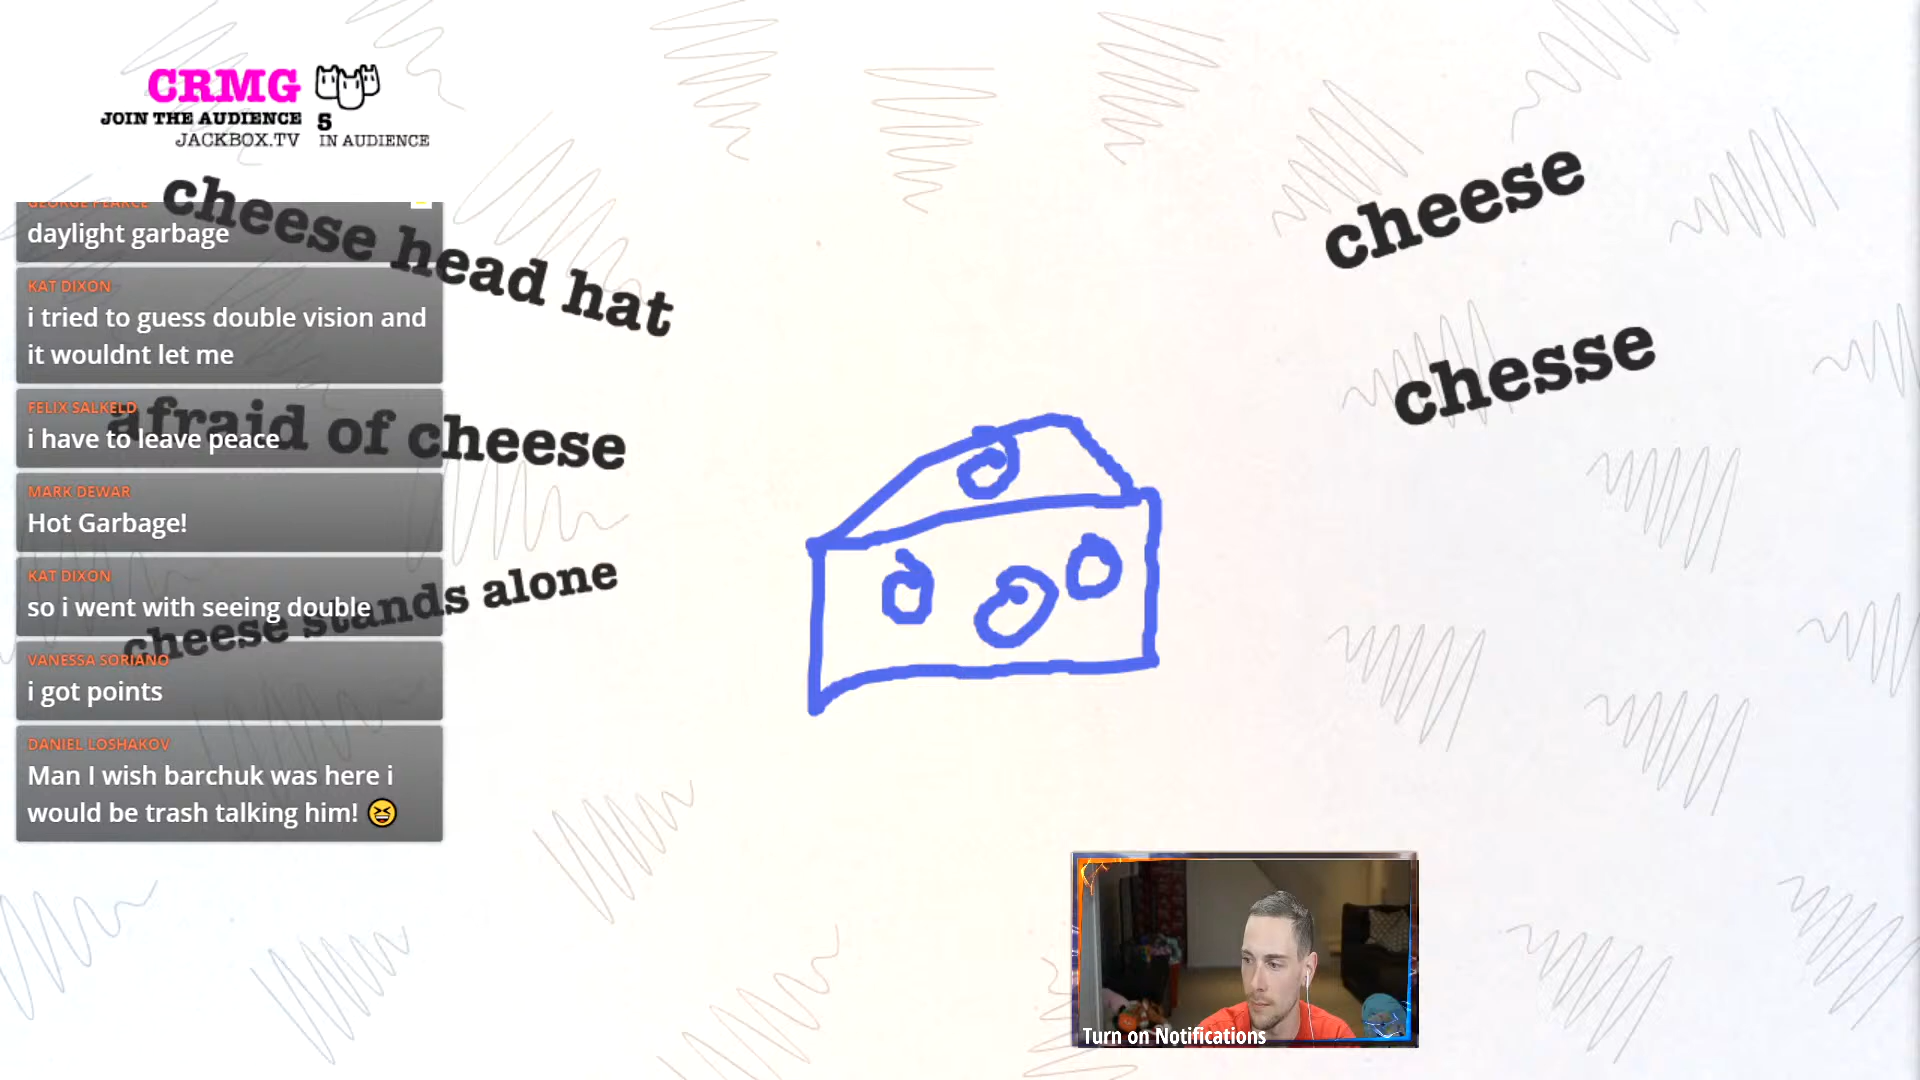 CRMG
JOIN THE AUDIENCE
JACKBOX.TV
5
IN AUDIENCE
cheese head hat
afraid of cheese
cheese stands alone
cheese
chesse
GEORGE PEARCE
daylight garbage
KAT DIXON
i tried to guess double vision and
it wouldnt let me
FELIX SALKELD
i have to leave peace
MARK DEWAR
Hot Garbage!
KAT DIXON
so i went with seeing double
VANESSA SORIANO
i got points
DANIEL LOSHAKOV
Man I wish barchuk was here i
would be trash talking him! 😆
Turn on Notifications